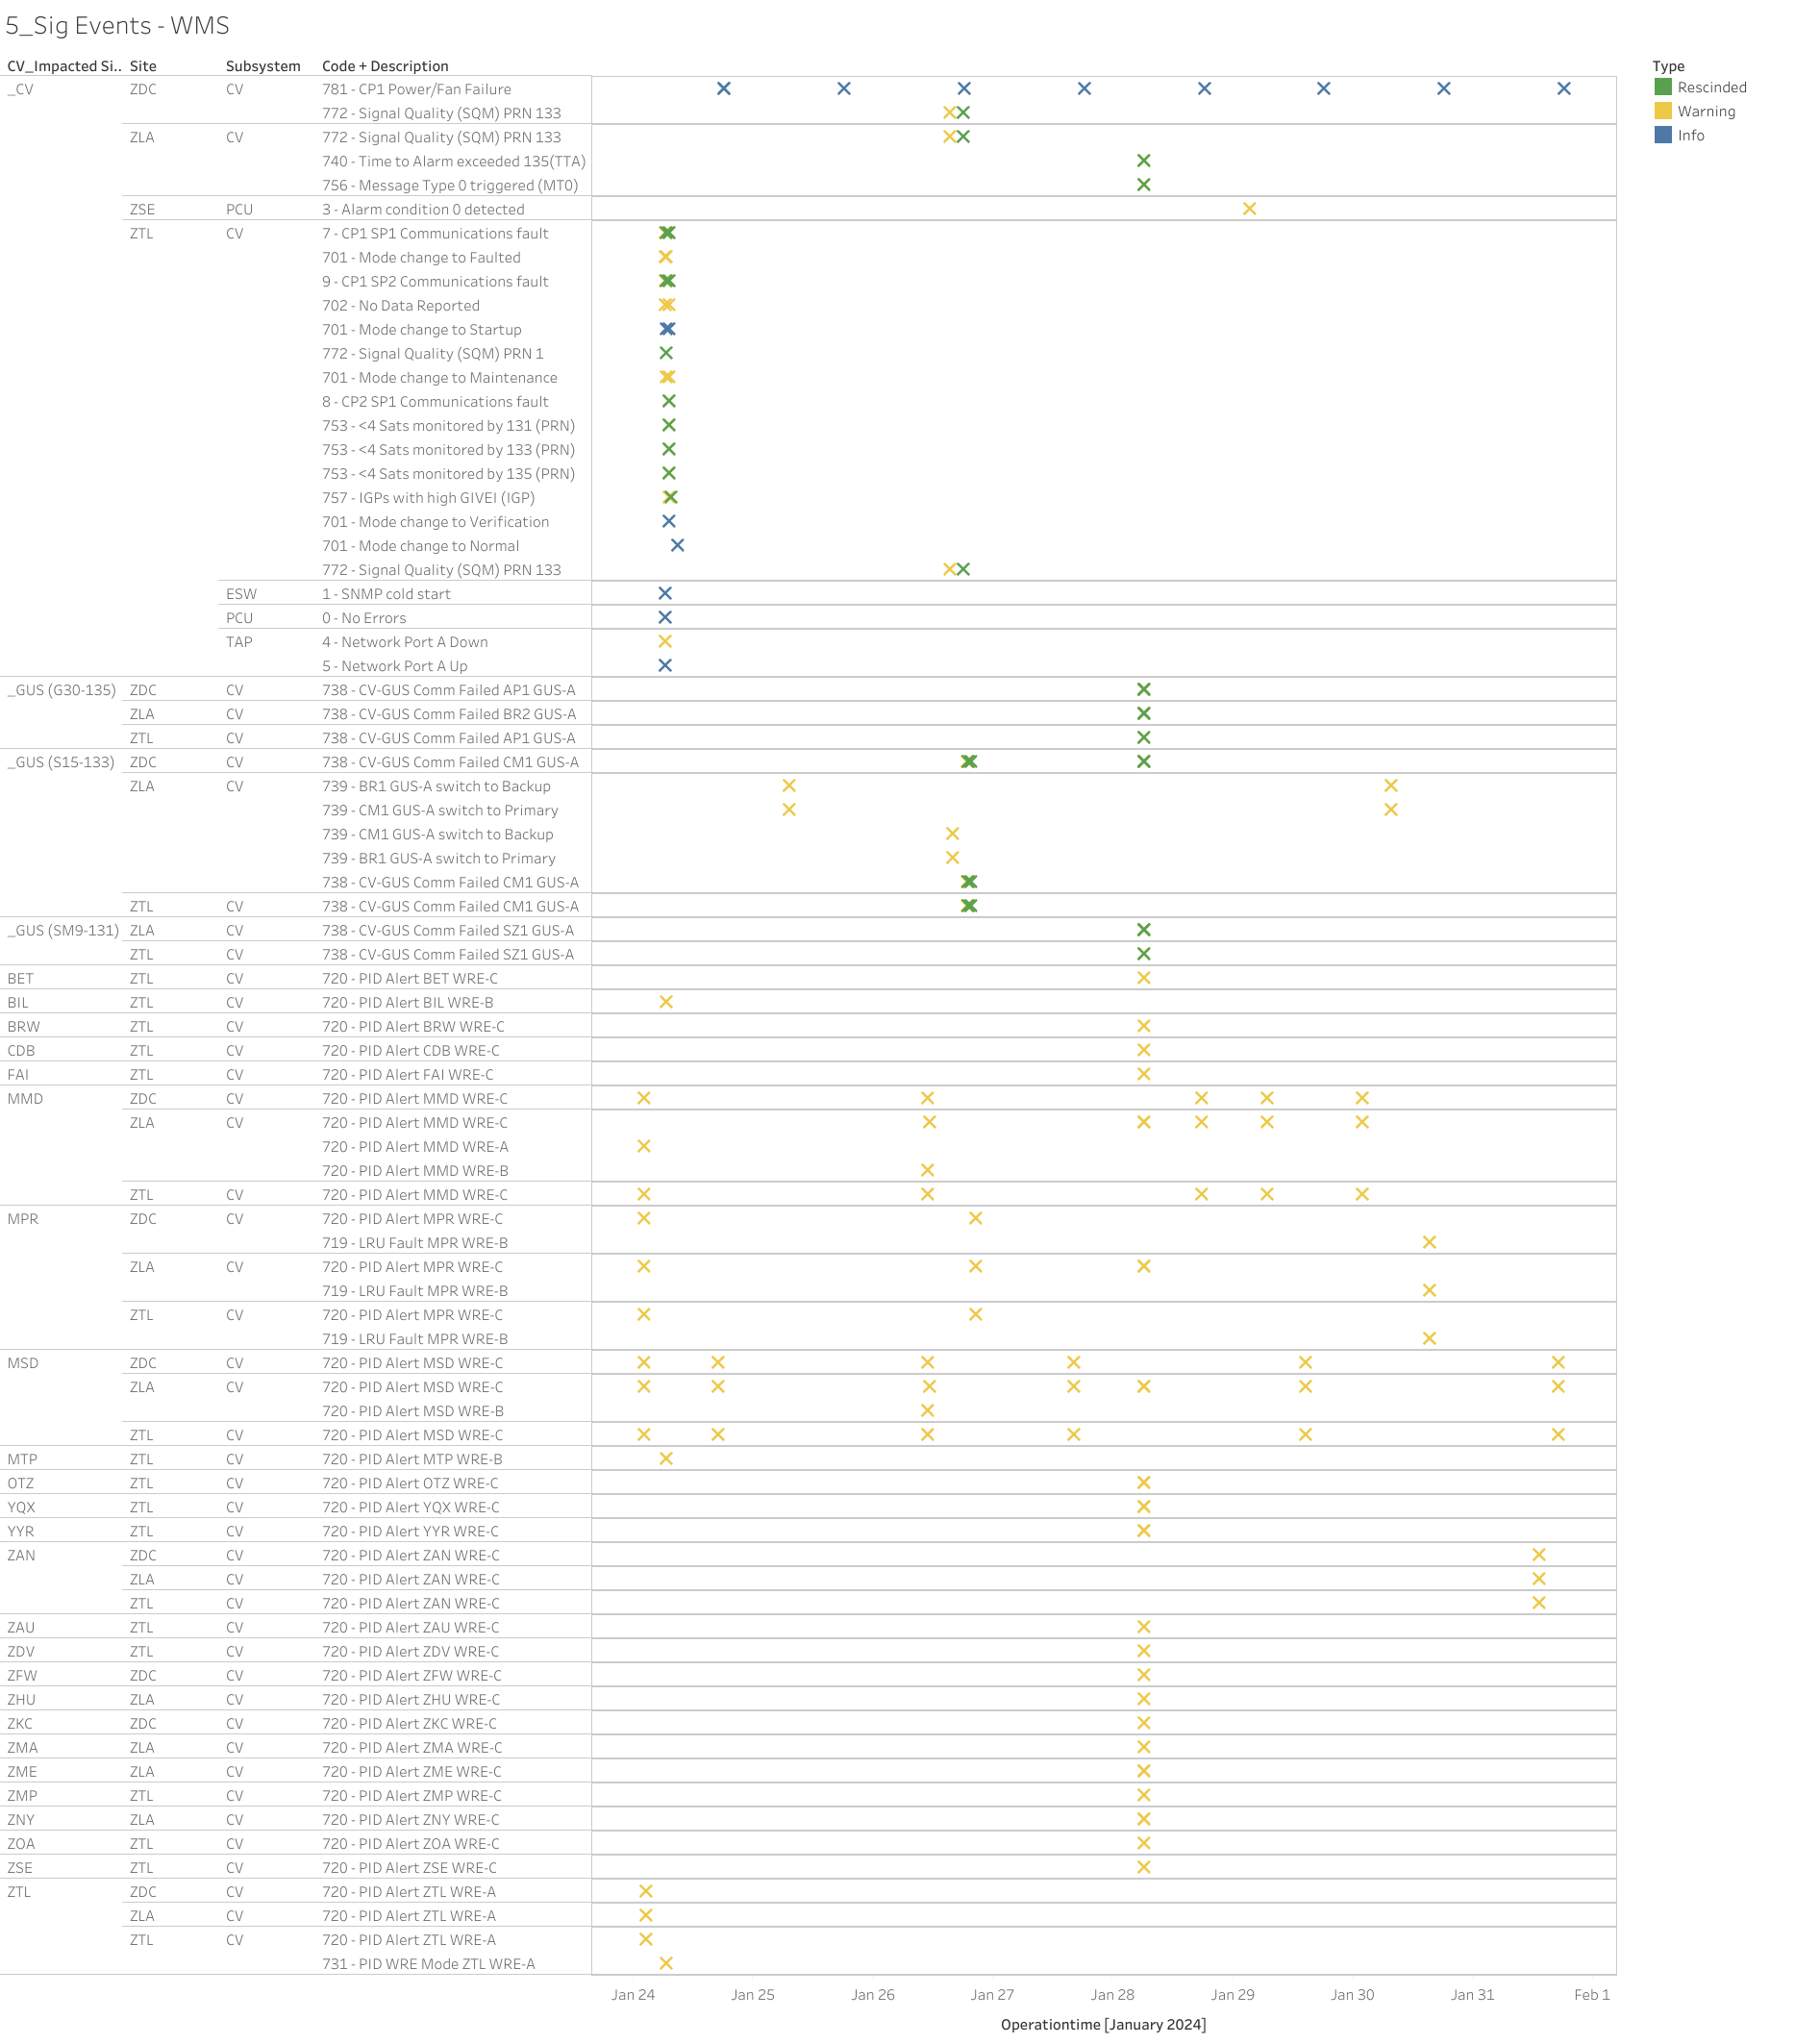 5_Sig Events - WMS
CV_Impacted Si.. Site Subsystem Code + Description
Type
Rescinded
Warning
Info
_CV ZDC CV 781 - CP1 Power/Fan Failure
772 - Signal Quality (SQM) PRN 133
ZLA CV 772 - Signal Quality (SQM) PRN 133
740 - Time to Alarm exceeded 135(TTA)
756 - Message Type 0 triggered (MT0)
ZSE PCU 3 - Alarm condition 0 detected
ZTL CV 7 - CP1 SP1 Communications fault
701 - Mode change to Faulted
9 - CP1 SP2 Communications fault
702 - No Data Reported
701 - Mode change to Startup
772 - Signal Quality (SQM) PRN 1
701 - Mode change to Maintenance
8 - CP2 SP1 Communications fault
753 - <4 Sats monitored by 131 (PRN)
753 - <4 Sats monitored by 133 (PRN)
753 - <4 Sats monitored by 135 (PRN)
757 - IGPs with high GIVEI (IGP)
701 - Mode change to Verification
701 - Mode change to Normal
772 - Signal Quality (SQM) PRN 133
ESW 1 - SNMP cold start
PCU 0 - No Errors
TAP 4 - Network Port A Down
5 - Network Port A Up
_GUS (G30-135) ZDC CV 738 - CV-GUS Comm Failed AP1 GUS-A
ZLA CV 738 - CV-GUS Comm Failed BR2 GUS-A
ZTL CV 738 - CV-GUS Comm Failed AP1 GUS-A
_GUS (S15-133) ZDC CV 738 - CV-GUS Comm Failed CM1 GUS-A
ZLA CV 739 - BR1 GUS-A switch to Backup
739 - CM1 GUS-A switch to Primary
739 - CM1 GUS-A switch to Backup
739 - BR1 GUS-A switch to Primary
738 - CV-GUS Comm Failed CM1 GUS-A
ZTL CV 738 - CV-GUS Comm Failed CM1 GUS-A
_GUS (SM9-131) ZLA CV 738 - CV-GUS Comm Failed SZ1 GUS-A
ZTL CV 738 - CV-GUS Comm Failed SZ1 GUS-A
BET ZTL CV 720 - PID Alert BET WRE-C
BIL ZTL CV 720 - PID Alert BIL WRE-B
BRW ZTL CV 720 - PID Alert BRW WRE-C
CDB ZTL CV 720 - PID Alert CDB WRE-C
FAI ZTL CV 720 - PID Alert FAI WRE-C
MMD ZDC CV 720 - PID Alert MMD WRE-C
ZLA CV 720 - PID Alert MMD WRE-C
720 - PID Alert MMD WRE-A
720 - PID Alert MMD WRE-B
ZTL CV 720 - PID Alert MMD WRE-C
MPR ZDC CV 720 - PID Alert MPR WRE-C
719 - LRU Fault MPR WRE-B
ZLA CV 720 - PID Alert MPR WRE-C
719 - LRU Fault MPR WRE-B
ZTL CV 720 - PID Alert MPR WRE-C
719 - LRU Fault MPR WRE-B
MSD ZDC CV 720 - PID Alert MSD WRE-C
ZLA CV 720 - PID Alert MSD WRE-C
720 - PID Alert MSD WRE-B
ZTL CV 720 - PID Alert MSD WRE-C
MTP ZTL CV 720 - PID Alert MTP WRE-B
OTZ ZTL CV 720 - PID Alert OTZ WRE-C
YQX ZTL CV 720 - PID Alert YQX WRE-C
YYR ZTL CV 720 - PID Alert YYR WRE-C
ZAN ZDC CV 720 - PID Alert ZAN WRE-C
ZLA CV 720 - PID Alert ZAN WRE-C
ZTL CV 720 - PID Alert ZAN WRE-C
ZAU ZTL CV 720 - PID Alert ZAU WRE-C
ZDV ZTL CV 720 - PID Alert ZDV WRE-C
ZFW ZDC CV 720 - PID Alert ZFW WRE-C
ZHU ZLA CV 720 - PID Alert ZHU WRE-C
ZKC ZDC CV 720 - PID Alert ZKC WRE-C
ZMA ZLA CV 720 - PID Alert ZMA WRE-C
ZME ZLA CV 720 - PID Alert ZME WRE-C
ZMP ZTL CV 720 - PID Alert ZMP WRE-C
ZNY ZLA CV 720 - PID Alert ZNY WRE-C
ZOA ZTL CV 720 - PID Alert ZOA WRE-C
ZSE ZTL CV 720 - PID Alert ZSE WRE-C
ZTL ZDC CV 720 - PID Alert ZTL WRE-A
ZLA CV 720 - PID Alert ZTL WRE-A
ZTL CV 720 - PID Alert ZTL WRE-A
731 - PID WRE Mode ZTL WRE-A
Jan 24 Jan 25 Jan 26 Jan 27 Jan 28 Jan 29 Jan 30 Jan 31 Feb 1
Operationtime [January 2024]